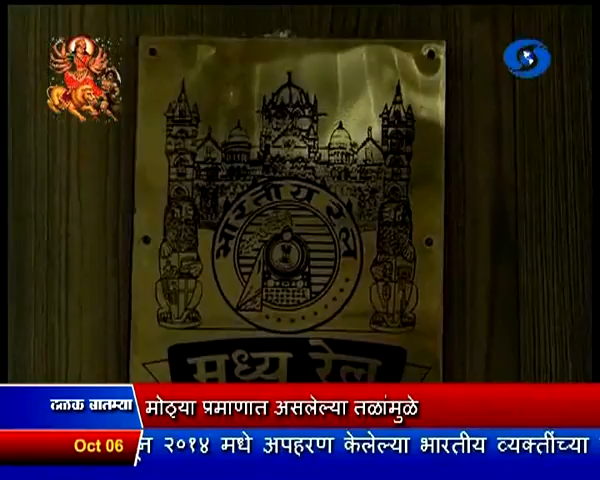 भारतीय रेल
मध्य रेल
ठळक बातम्या
मोठ्या प्रमाणात असलेल्या तळांमुळे
Oct 06
२०१४ मधे अपहरण केलेल्या भारतीय व्यक्तींच्या